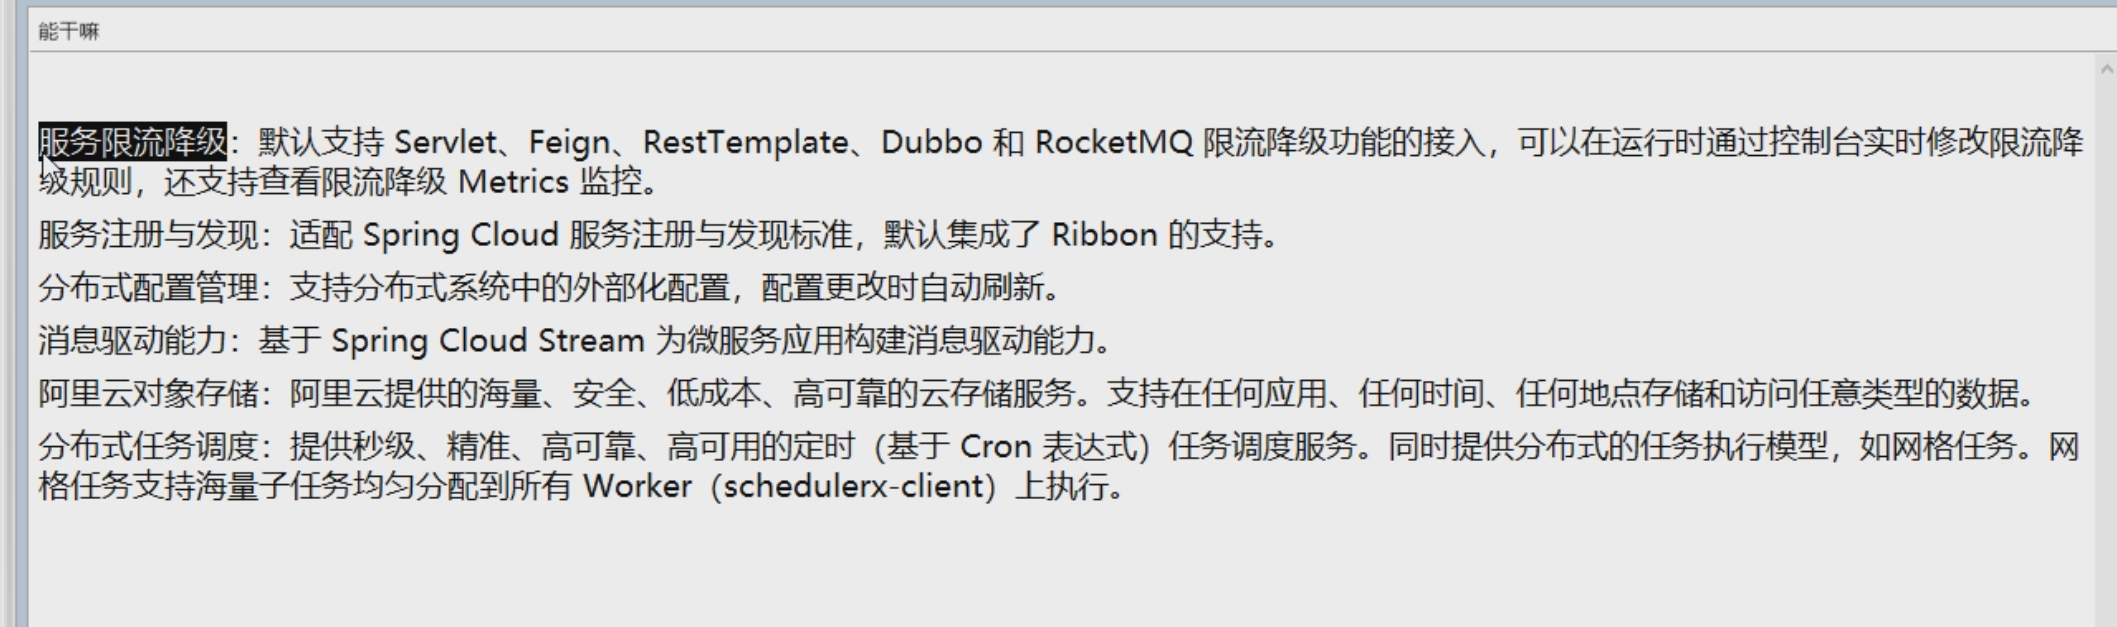 能干嘛
服务限流降级：默认支持 Servlet、Feign、RestTemplate、Dubbo 和 RocketMQ 限流降级功能的接入，可以在运行时通过控制台实时修改限流降
级规则，还支持查看限流降级 Metrics 监控。
服务注册与发现：适配 Spring Cloud 服务注册与发现标准，默认集成了 Ribbon 的支持。
分布式配置管理：支持分布式系统中的外部化配置，配置更改时自动刷新。
消息驱动能力：基于 Spring Cloud Stream 为微服务应用构建消息驱动能力。
阿里云对象存储：阿里云提供的海量、安全、低成本、高可靠的云存储服务。支持在任何应用、任何时间、任何地点存储和访问任意类型的数据。
分布式任务调度：提供秒级、精准、高可靠、高可用的定时（基于 Cron 表达式）任务调度服务。同时提供分布式的任务执行模型，如网格任务。网
格任务支持海量子任务均匀分配到所有 Worker（schedulerx-client）上执行。